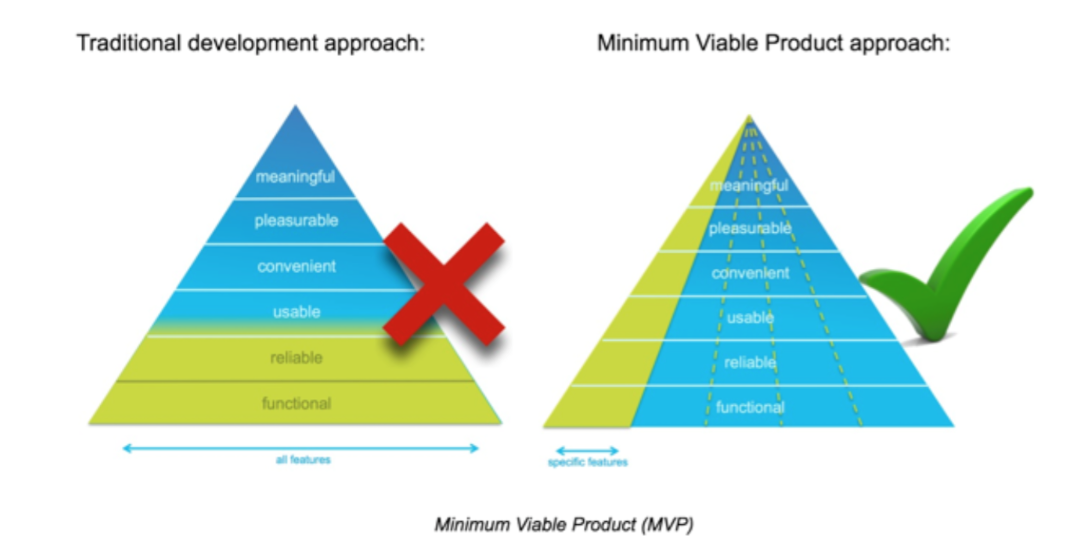 Traditional development approach:
Minimum Viable Product approach:
meaningful
pleasurable
convenient
usable
reliable
functional
all features
meaningful
pleasurable
convenient
usable
reliable
functional
specific features
Minimum Viable Product (MVP)